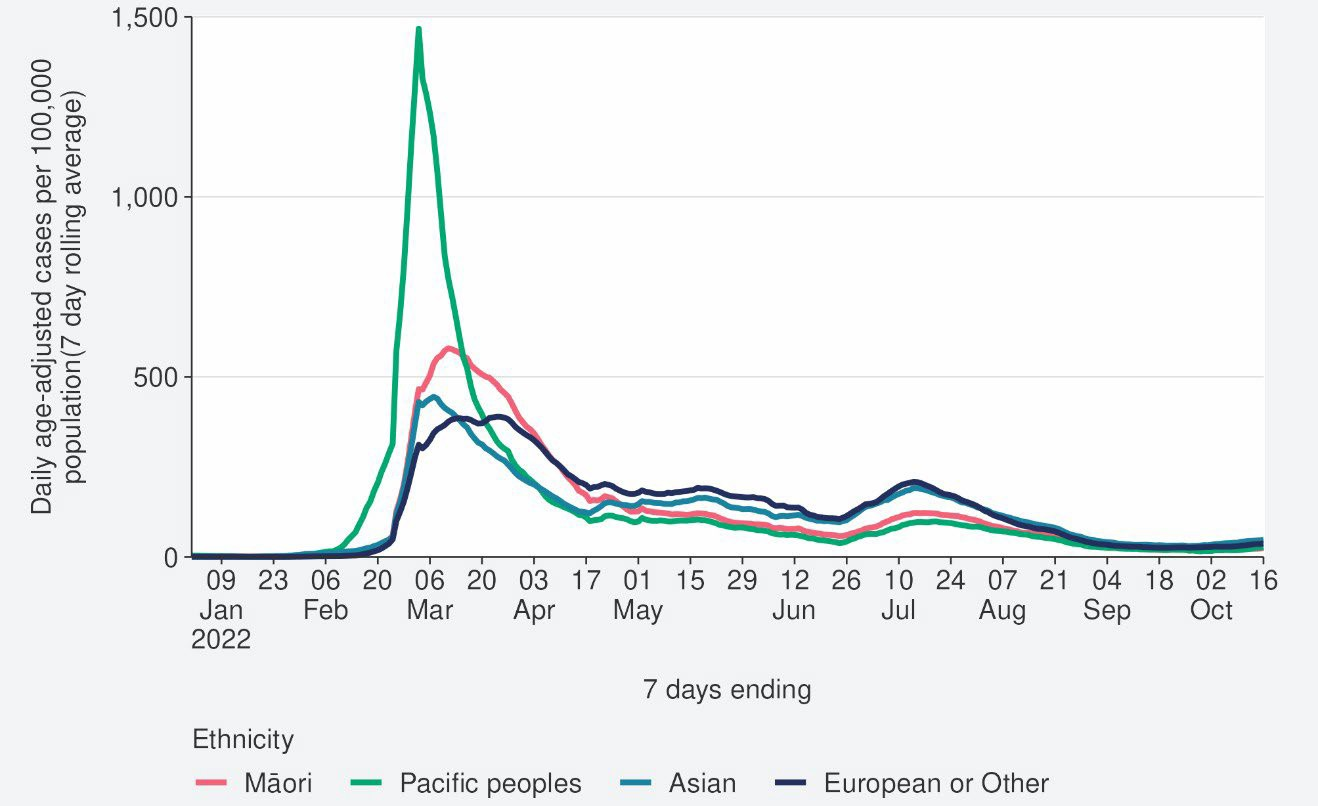 Daily age-adjusted cases per 100,000
population(7 day rolling average)
1,500
1,000
500
0
09 23 06 20 06 20 03 17 01 15 29 12 26 10 24 07 21 04 18 02 16
Jan Feb Mar Apr May Jun Jul Aug Sep Oct
2022
7 days ending
Ethnicity
Māori Pacific peoples Asian European or Other